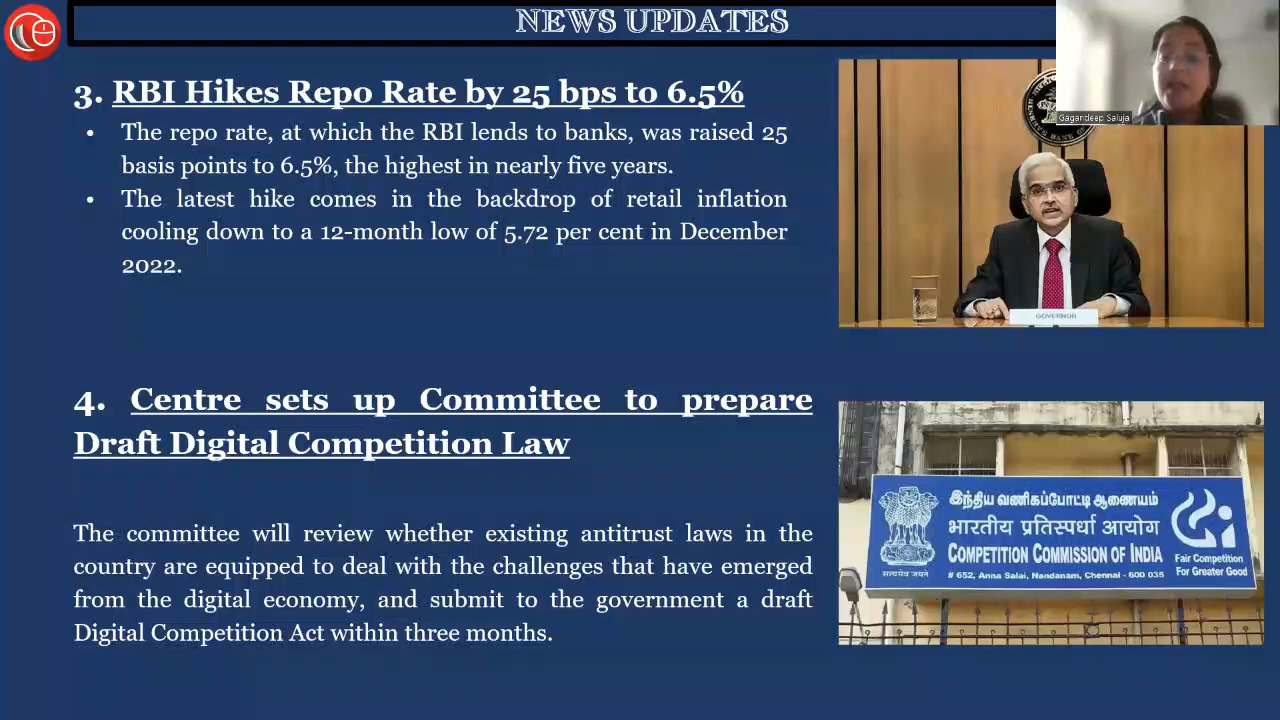 NEWS UPDATES
Gagandeep Saluja
3. RBI Hikes Repo Rate by 25 bps to 6.5%
• The repo rate, at which the RBI lends to banks, was raised 25
basis points to 6.5%, the highest in nearly five years.
• The latest hike comes in the backdrop of retail inflation
cooling down to a 12-month low of 5.72 per cent in December
2022.
GOVERNOR
4. Centre sets up Committee to prepare
Draft Digital Competition Law
The committee will review whether existing antitrust laws in the
country are equipped to deal with the challenges that have emerged
from the digital economy, and submit to the government a draft
Digital Competition Act within three months.
இந்திய வணிகப்போட்டி ஆணையம்
भारतीय प्रतिस्पर्धा आयोग
COMPETITION COMMISSION OF INDIA
# 652, Anna Salai, Nandanam, Chennai - 600 035
सत्यमेव जयते
Fair Competition
For Greater Good